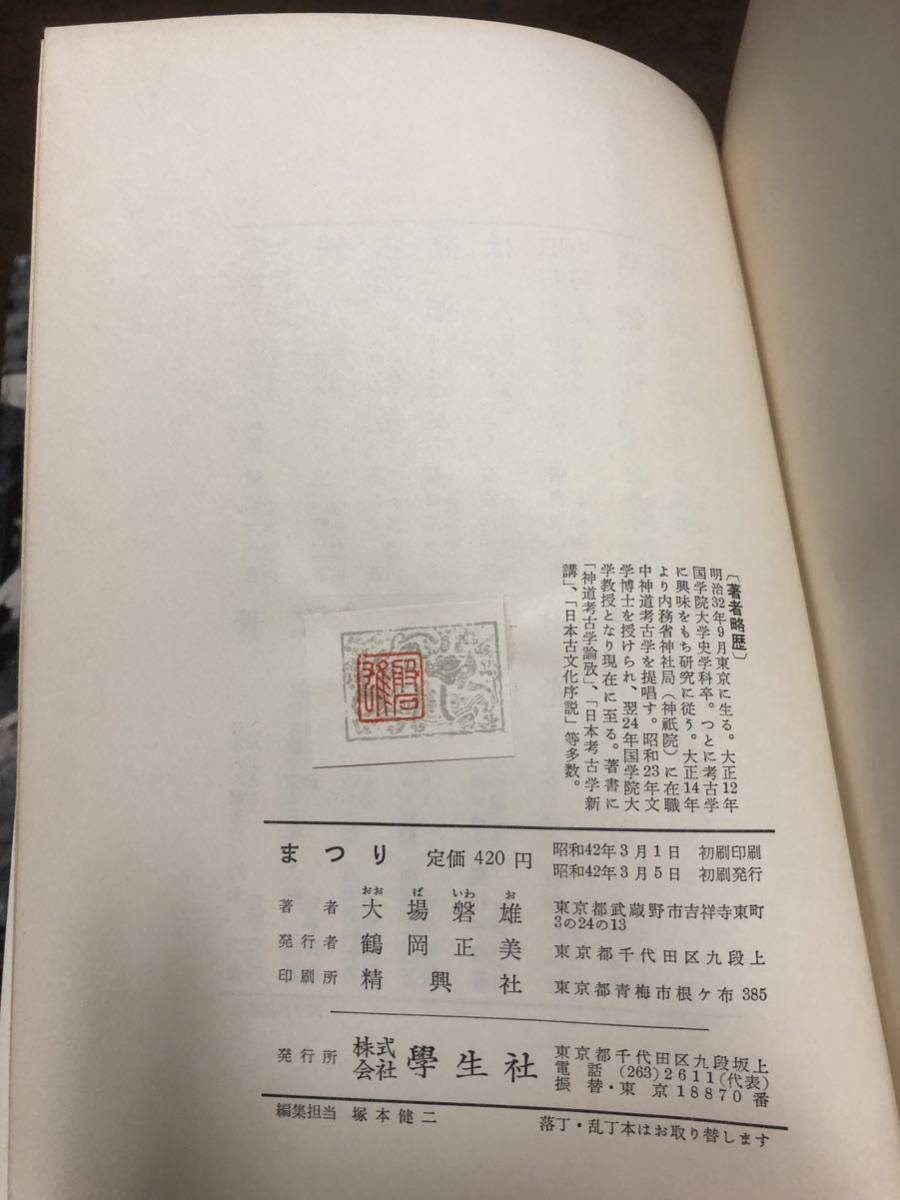 〔著者略歴〕
明治32年9月東京に生る。大正12年
国学院大学史学科卒。つとに考古学
に興味をもち研究に従う。大正14年
より内務省神社局（神祇院）に在職
中神道考古学を提唱す。昭和23年文
学博士を授けられ、翌24年国学院大
学教授となり現在に至る。著書に
「神道考古学論攷」、「日本考古学新
講」、「日本古文化序説」等多数。
磐雄
まつり 定価 420 円
昭和42年3月1日 初刷印刷
昭和42年3月5日 初刷発行
おお ば いわ お
著者 大場磐雄 東京都武蔵野市吉祥寺東町
3の24の13
発行者 鶴岡正美 東京都千代田区九段上
印刷所 精興社 東京都青梅市根ケ布 385
発行所 株式会社 學生社
東京都千代田区九段坂上
電話 (263) 2611(代表)
振替・東京 18870 番
編集担当 塚本健二
落丁・乱丁本はお取り替します